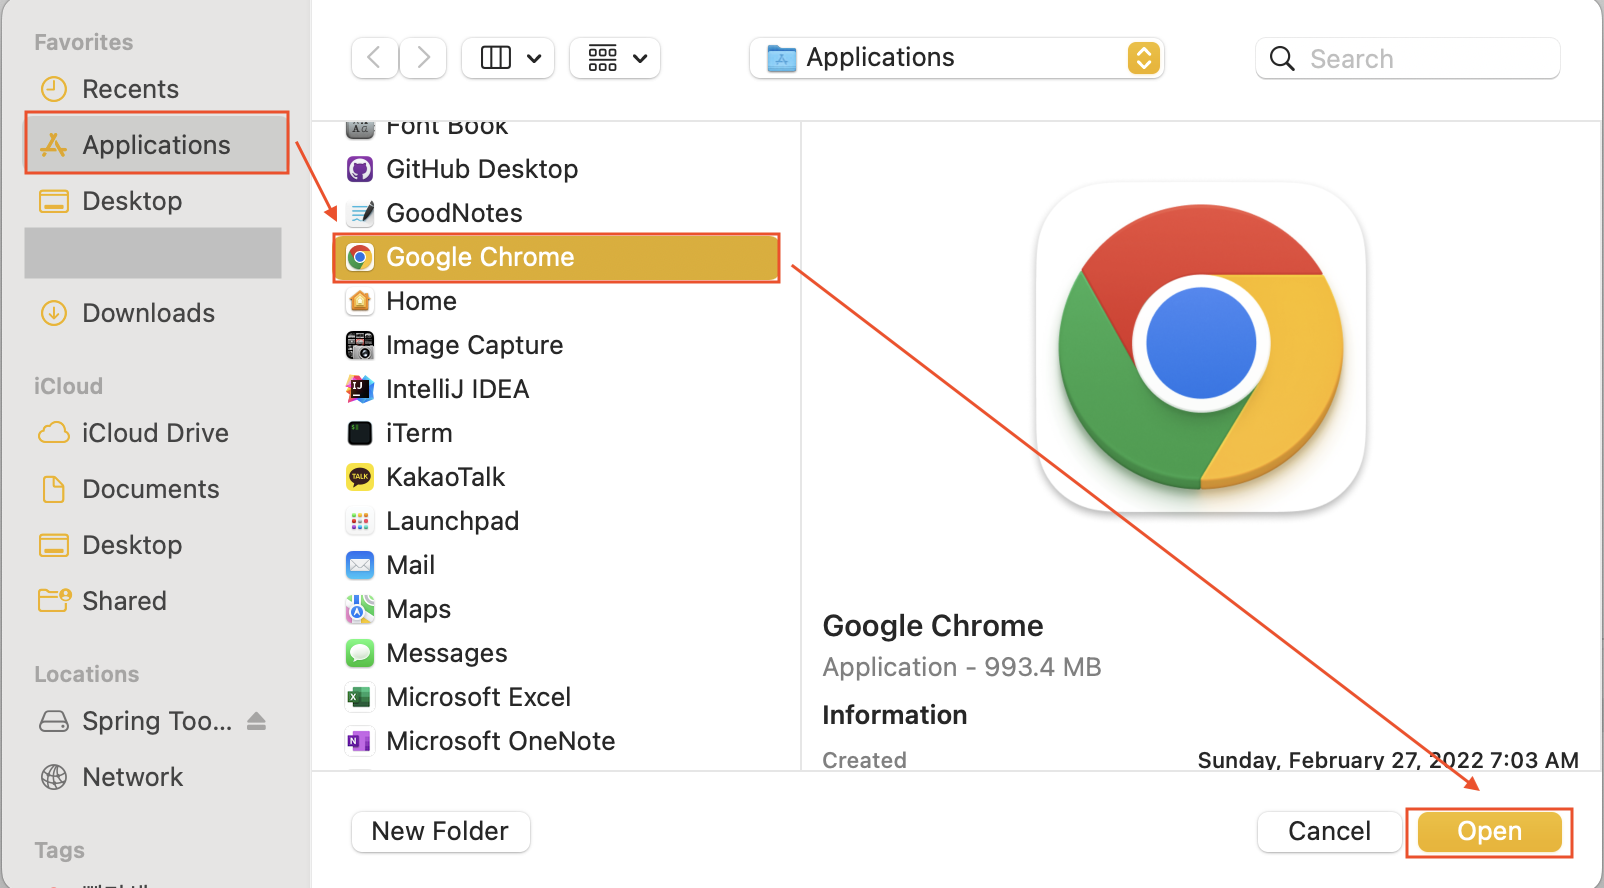 Favorites
Recents
Applications
Desktop
Downloads
iCloud
iCloud Drive
Documents
Desktop
Shared
Locations
Spring Too...
Network
Tags
Applications
Search
Font Book
GitHub Desktop
GoodNotes
Google Chrome
Home
Image Capture
IntelliJ IDEA
iTerm
KakaoTalk
Launchpad
Mail
Maps
Messages
Microsoft Excel
Microsoft OneNote
Google Chrome
Application - 993.4 MB
Information
Created Sunday, February 27, 2022 7:03 AM
New Folder
Cancel
Open